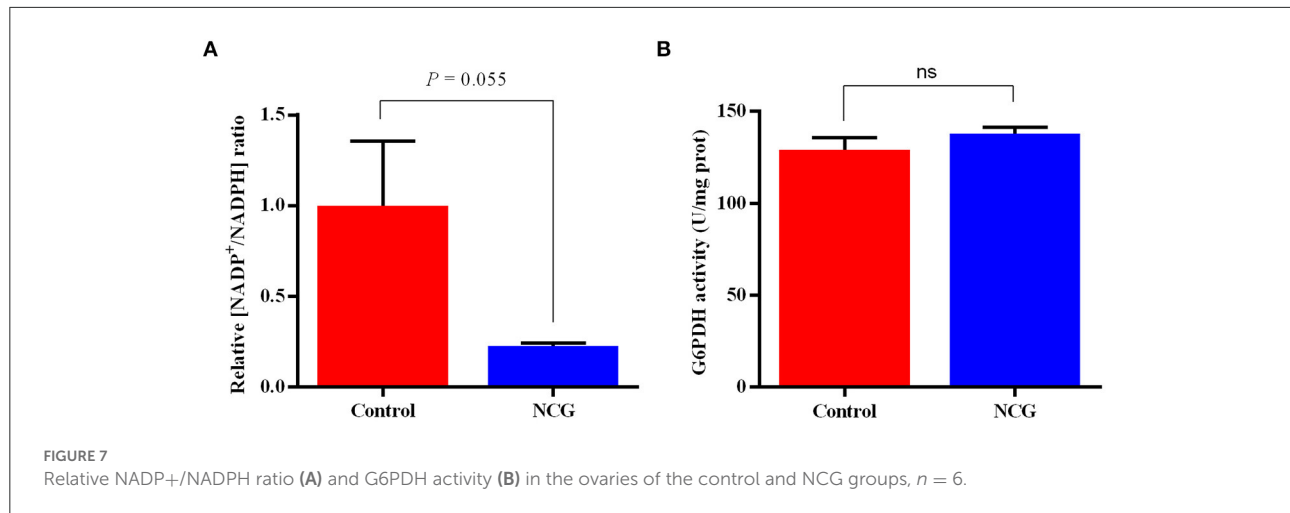 A
P = 0.055
Relative [NADP+/NADPH] ratio
1.5
1.0
0.5
0.0
Control
NCG
B
ns
G6PDH activity (U/mg prot)
150
100
50
0
Control
NCG
FIGURE 7
Relative NADP+/NADPH ratio (A) and G6PDH activity (B) in the ovaries of the control and NCG groups, n = 6.